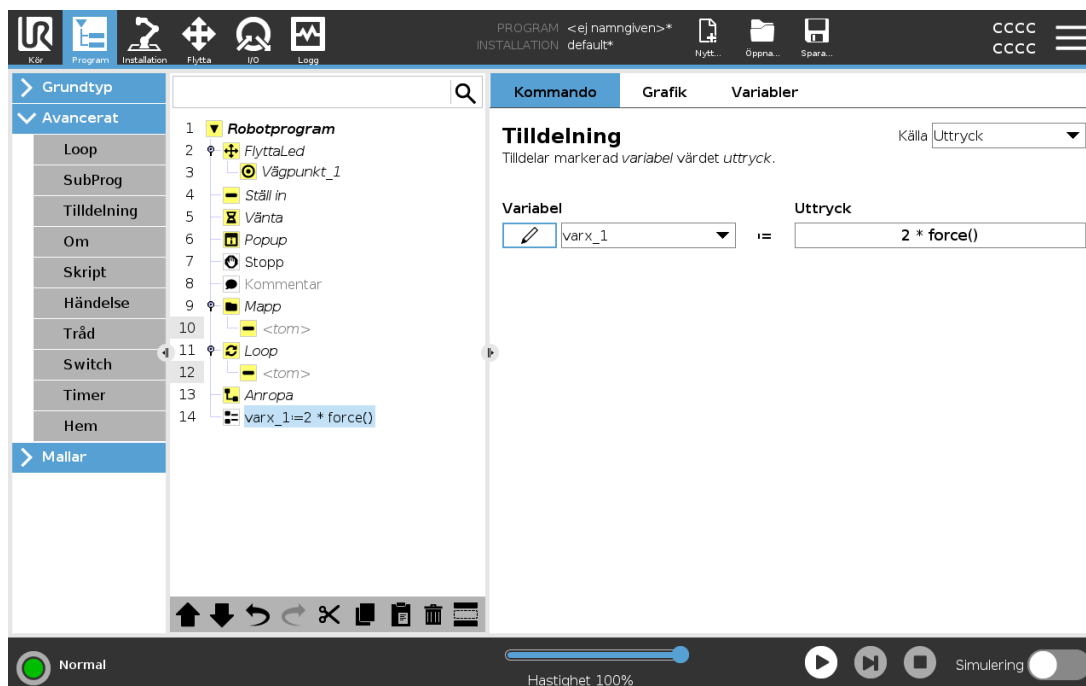 PROGRAM <ej namngiven>*
INSTALLATION default*
CCCC
CCCC
Kör
Program
Installation
Flytta
I/O
Logg
Nytt...
Öppna...
Spara...
Grundtyp
Avancerat
Loop
SubProg
Tilldelning
Om
Skript
Händelse
Tråd
Switch
Timer
Hem
Mallar
1 Robotprogram
2 FlyttaLed
3 Vägpunkt_1
4 Ställ in
5 Vänta
6 Popup
7 Stopp
8 Kommentar
9 Mapp
10 <tom>
11 Loop
12 <tom>
13 Anropa
14 varx_1:=2 * force()
Kommando
Grafik
Variabler
Tilldelning
Källa Uttryck
Tilldelar markerad variabel värdet uttryck.
Variabel
Uttryck
varx_1 := 2 * force()
Normal
Hastighet 100%
Simulering